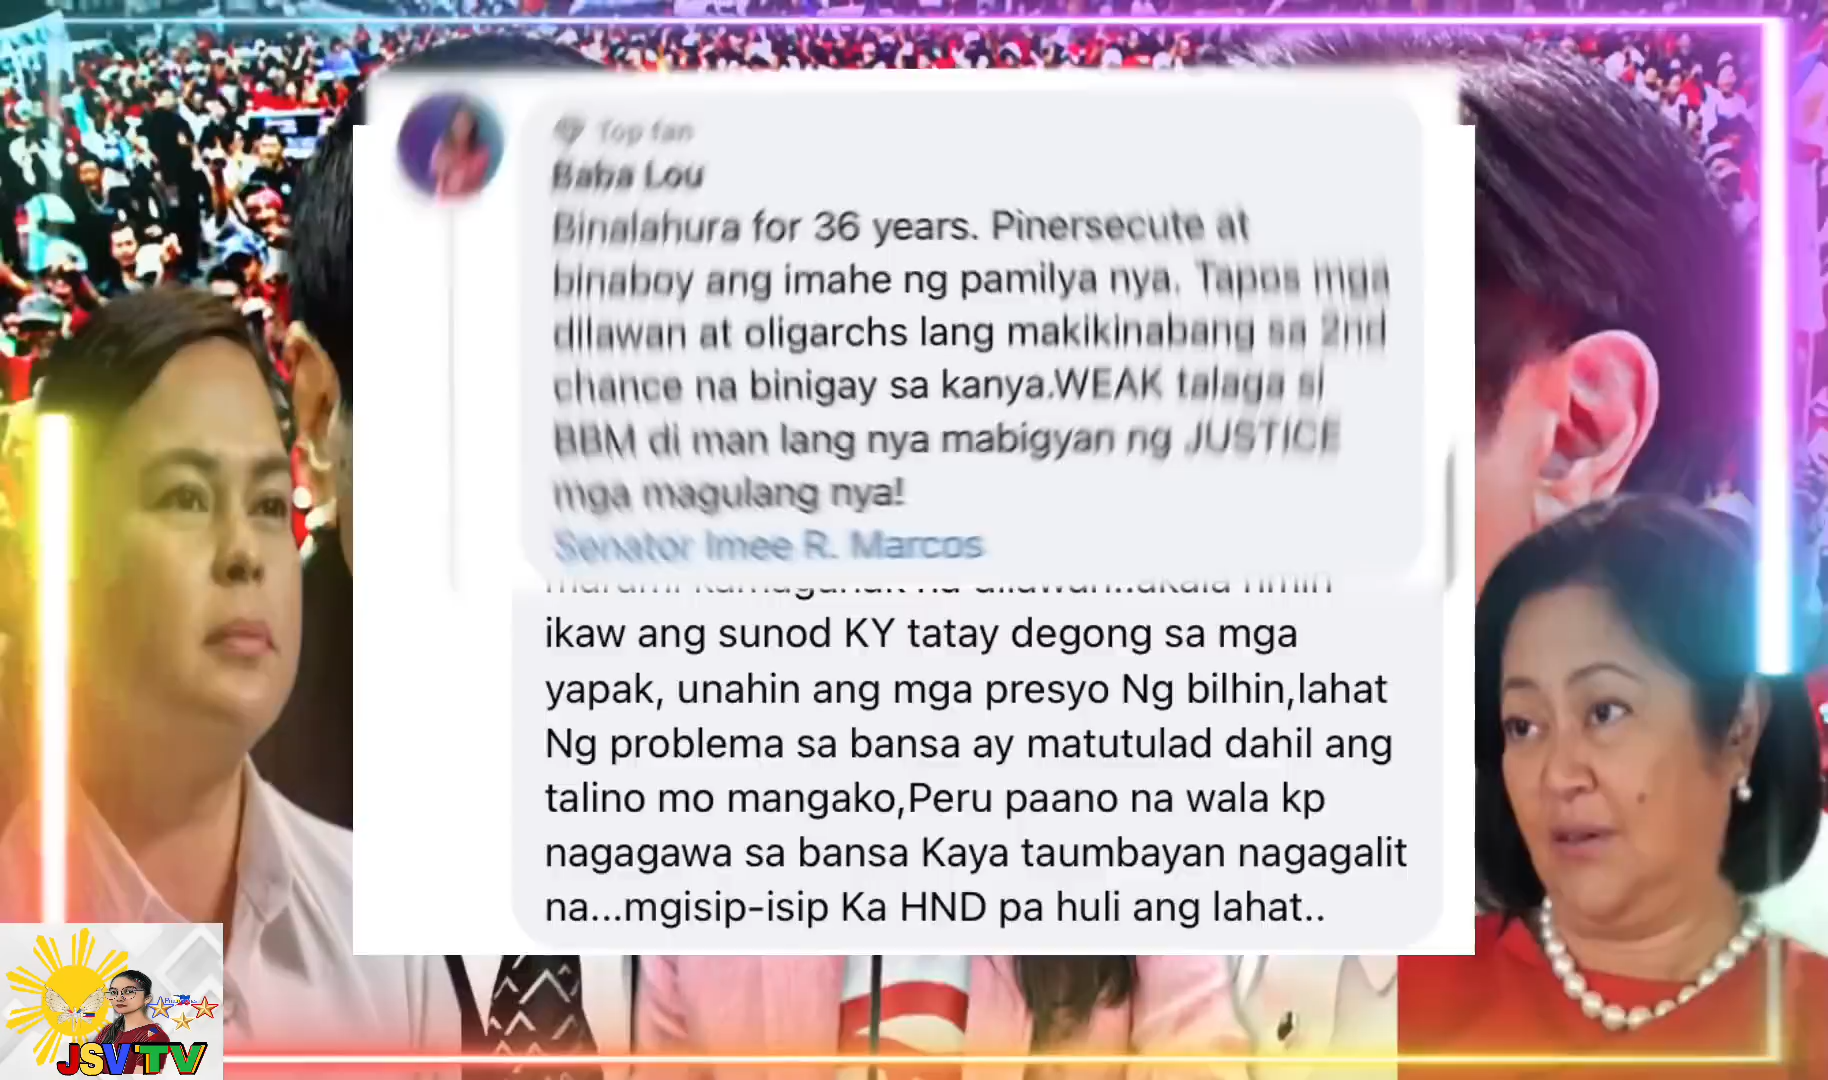 Top fan
Baba Lou
Binalahura for 36 years. Pinersecute at
binaboy ang imahe ng pamilya nya. Tapos mga
dilawan at oligarchs lang makikinabang sa 2nd
chance na binigay sa kanya.WEAK talaga si
BBM di man lang nya mabigyan ng JUSTICE
mga magulang nya!
Senator Imee R. Marcos
ikaw ang sunod KY tatay degong sa mga
yapak, unahin ang mga presyo Ng bilhin,lahat
Ng problema sa bansa ay matutulad dahil ang
talino mo mangako,Peru paano na wala kp
nagagawa sa bansa Kaya taumbayan nagagalit
na...mgisip-isip Ka HND pa huli ang lahat..
JSV TV